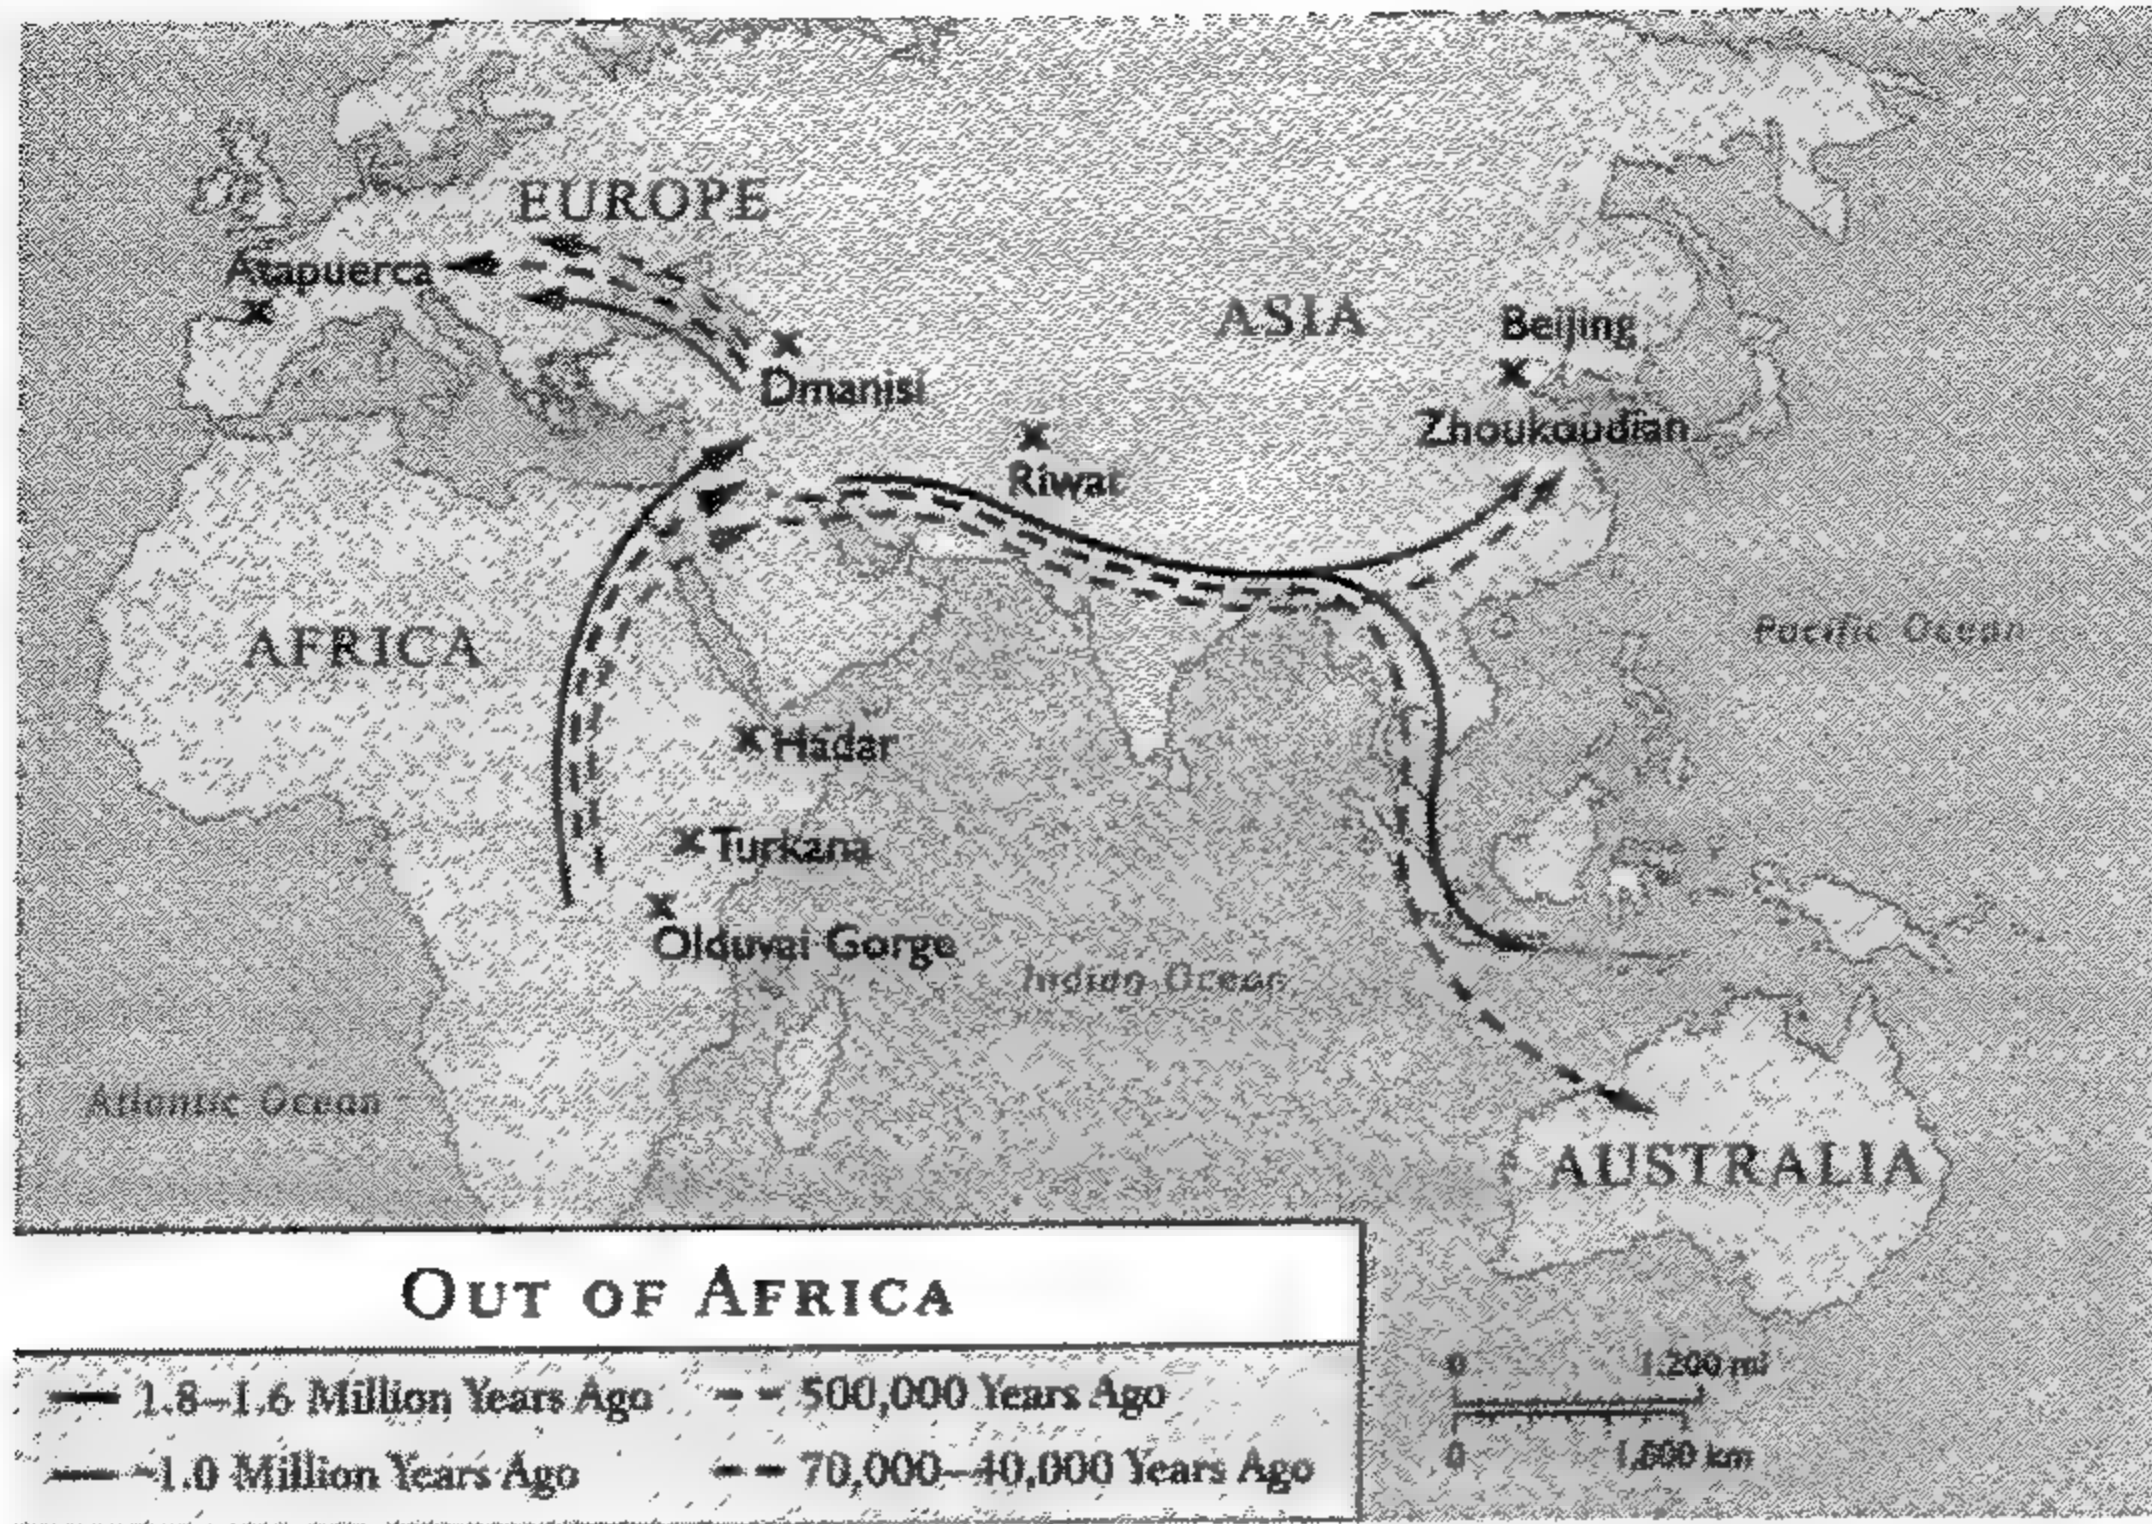 EUROPE
Atapuerca
ASIA
Beijing
Dmanisi
Zhoukoudian
Riwat
AFRICA
Pacific Ocean
Hadar
Turkana
Olduvai Gorge
Indian Ocean
Atlantic Ocean
AUSTRALIA
OUT OF AFRICA
1.8–1.6 Million Years Ago
500,000 Years Ago
~1.0 Million Years Ago
70,000–40,000 Years Ago
0 1,200 mi
0 km